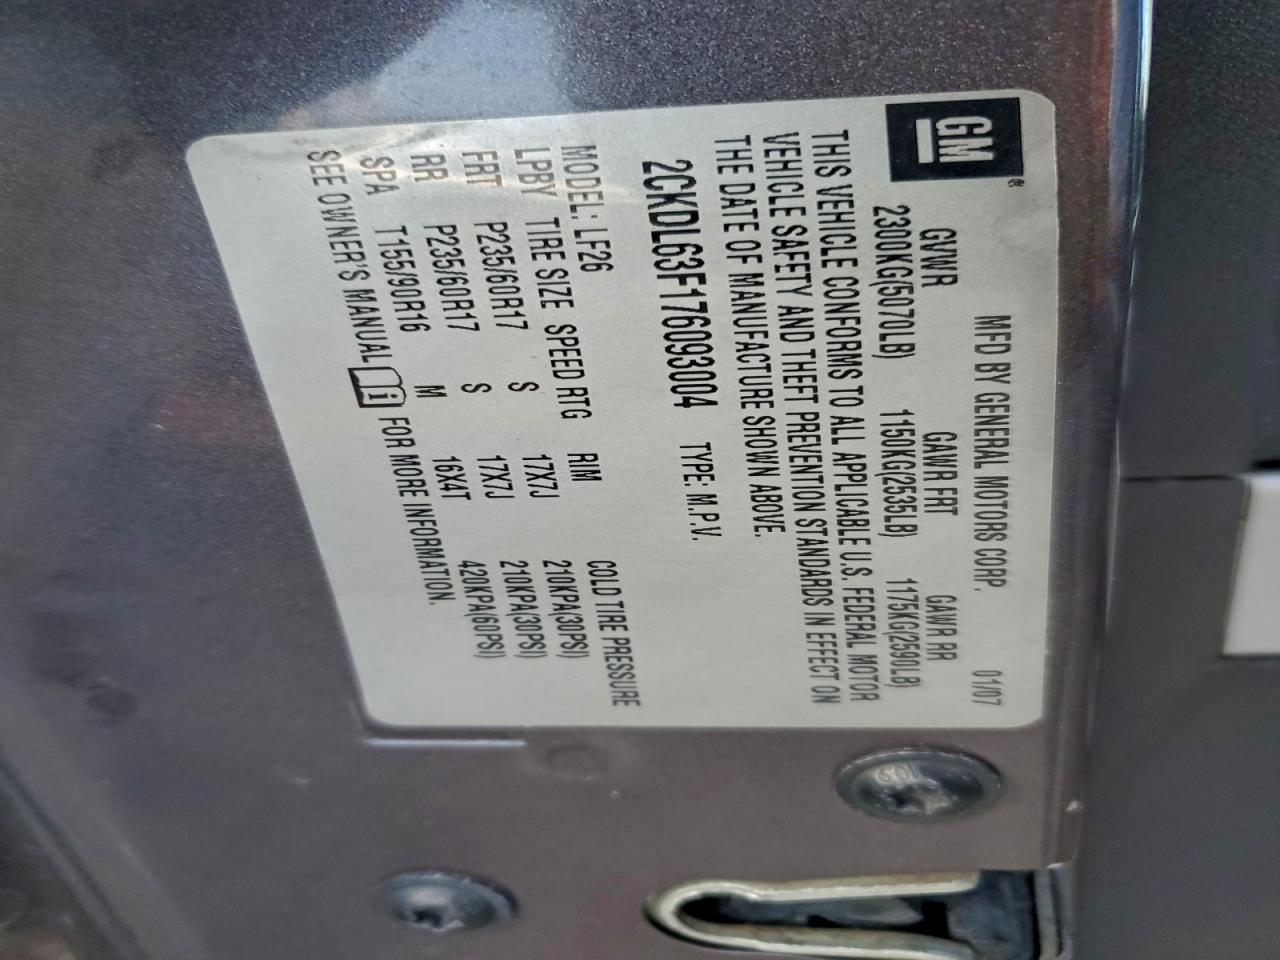 GM®
MFD BY GENERAL MOTORS CORP. 01/07
GVWR GAWR FRT GAWR RR
2300KG(5070LB) 1150KG(2535LB) 1175KG(2590LB)
THIS VEHICLE CONFORMS TO ALL APPLICABLE U.S. FEDERAL MOTOR
VEHICLE SAFETY AND THEFT PREVENTION STANDARDS IN EFFECT ON
THE DATE OF MANUFACTURE SHOWN ABOVE.
2CKDL63F176093004 TYPE: M.P.V.
MODEL: LF26
LPBY TIRE SIZE SPEED RTG RIM COLD TIRE PRESSURE
FRT P235/60R17 S 17X7J 210KPA(30PSI)
RR P235/60R17 S 17X7J 210KPA(30PSI)
SPA T155/90R16 M 16X4T 420KPA(60PSI)
SEE OWNER'S MANUAL i FOR MORE INFORMATION.